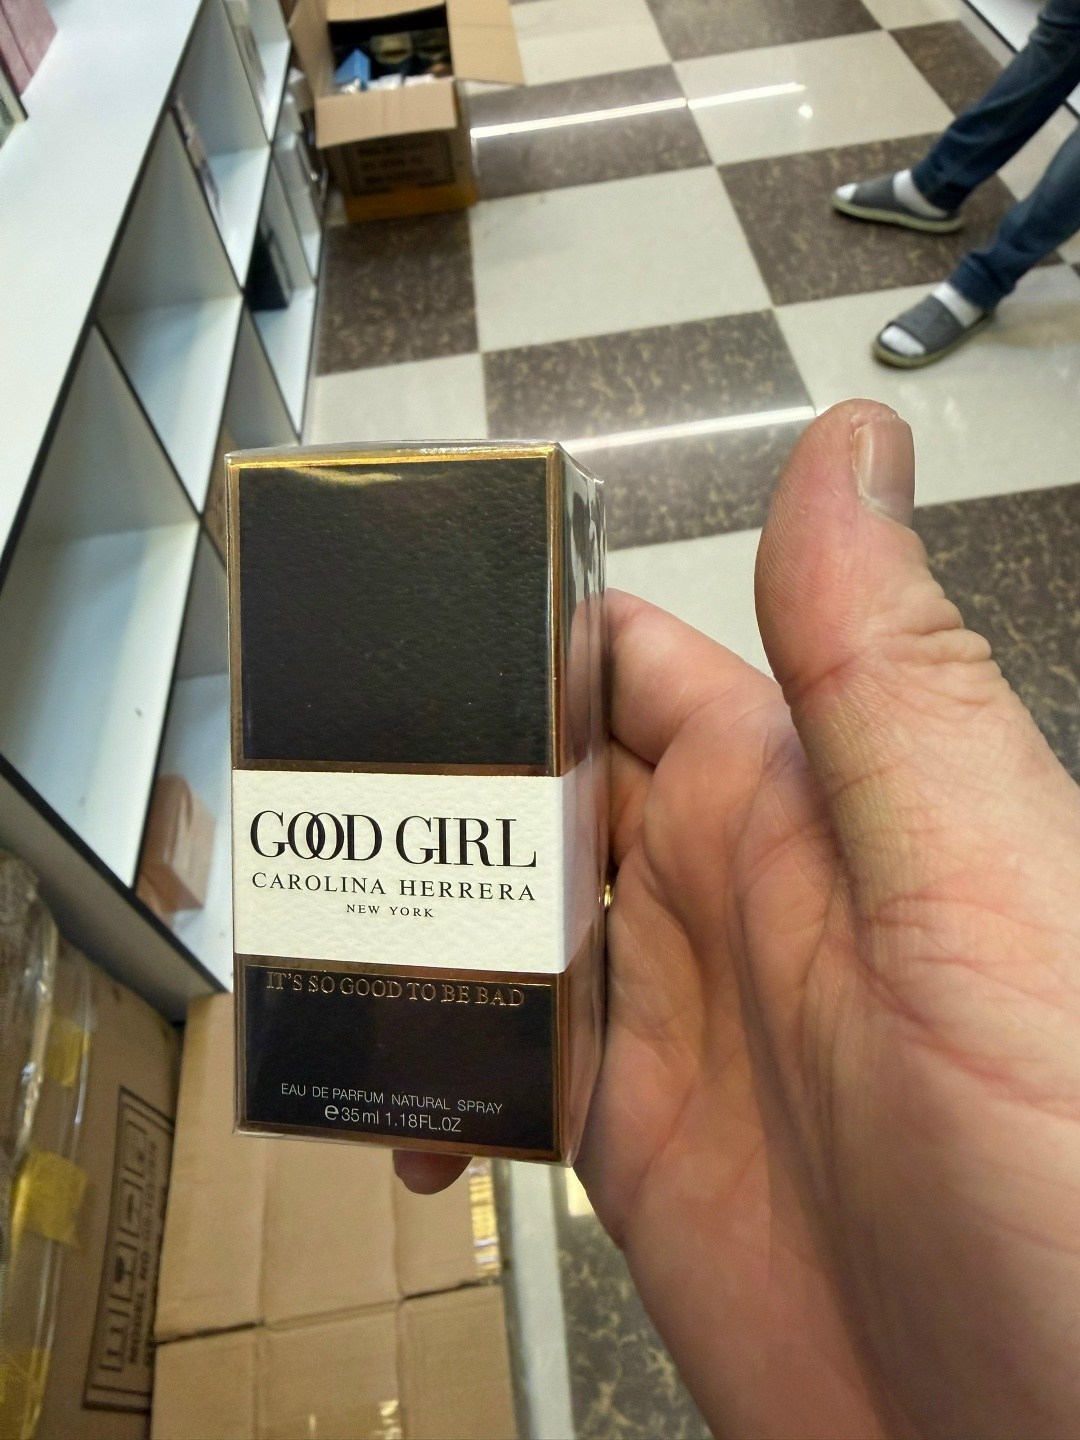 GOOD GIRL
CAROLINA HERRERA
NEW YORK
IT'S SO GOOD TO BE BAD
EAU DE PARFUM NATURAL SPRAY
℮35ml 1.18FL.OZ